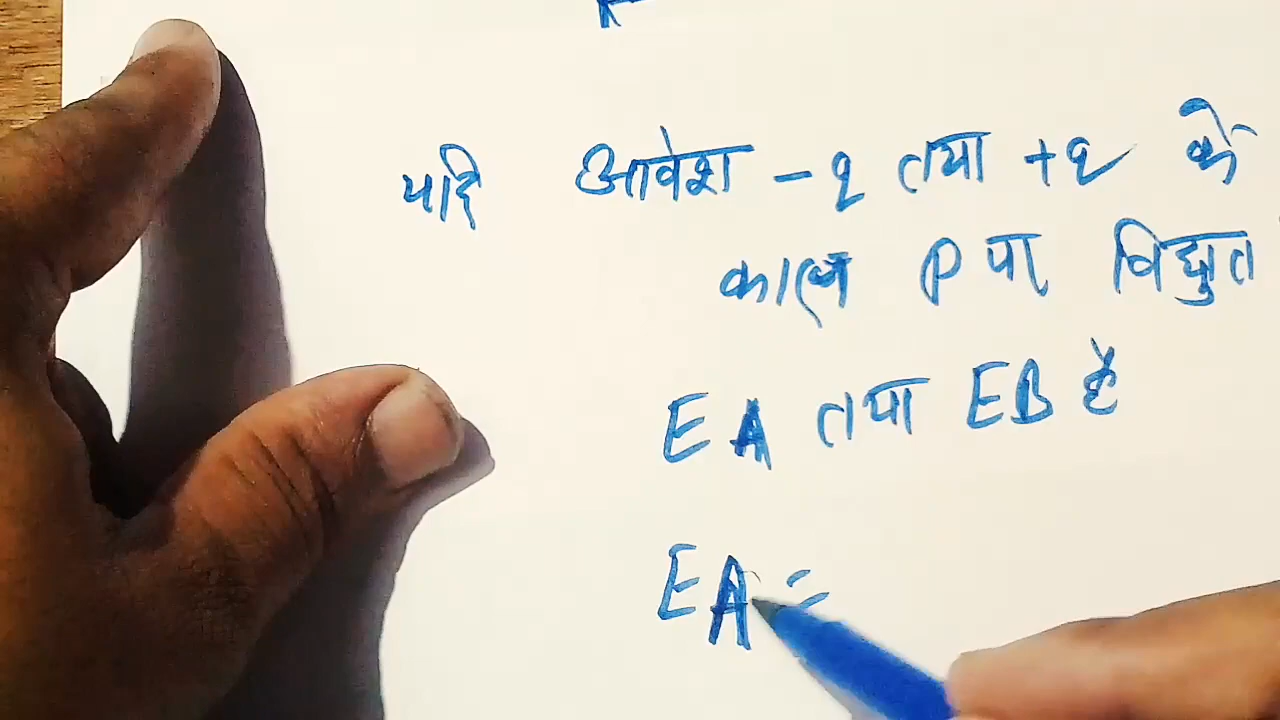 यदि आवेश -q तथा +q के
कारण P पर विद्युत
EA तथा EB है
EA =